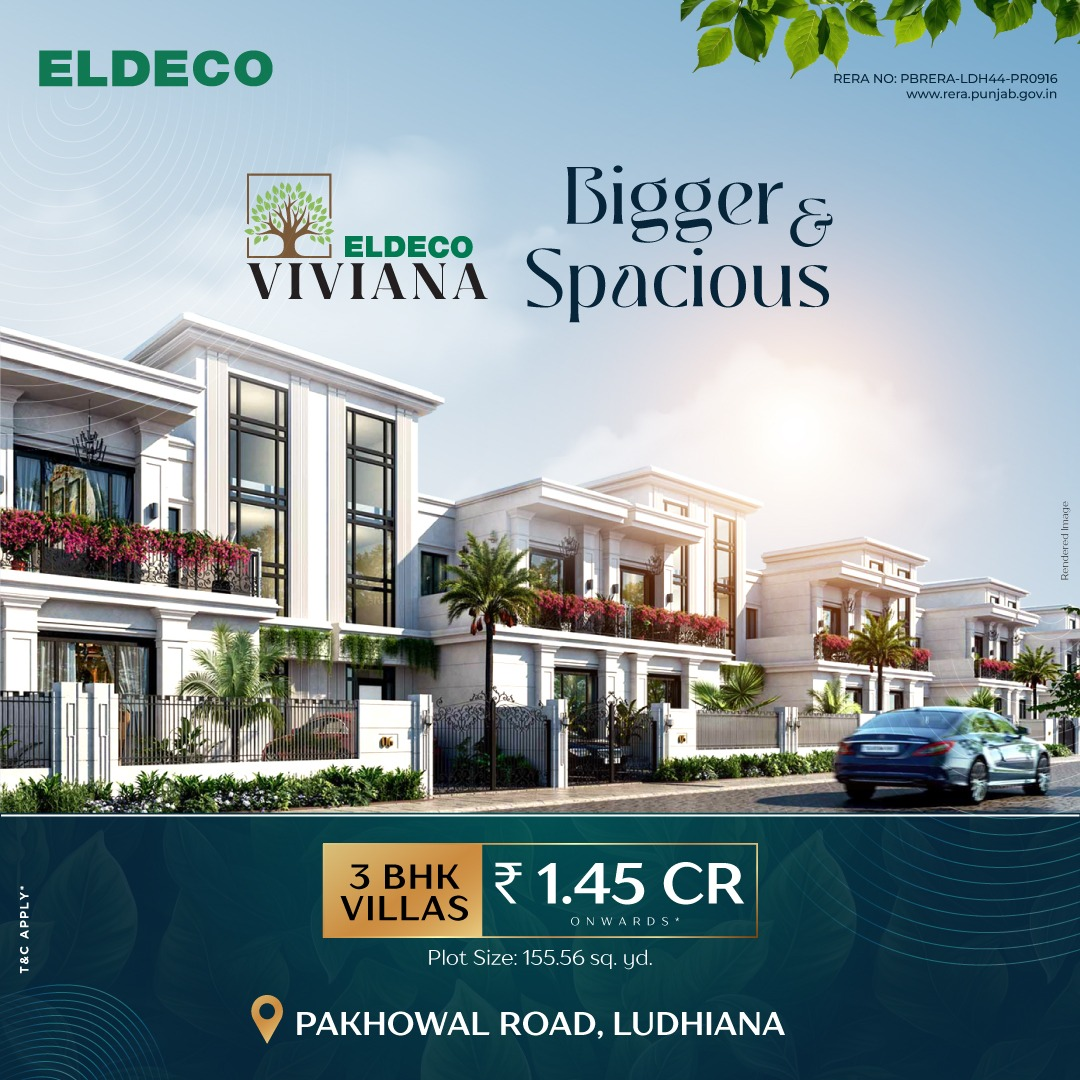 ELDECO
RERA NO: PBRERA-LDH44-PR0916
www.rera.punjab.gov.in
ELDECO
VIVIANA
Bigger &
Spacious
Rendered Image
3 BHK
VILLAS
₹ 1.45 CR
ONWARDS*
Plot Size: 155.56 sq. yd.
T&C APPLY*
PAKHOWAL ROAD, LUDHIANA